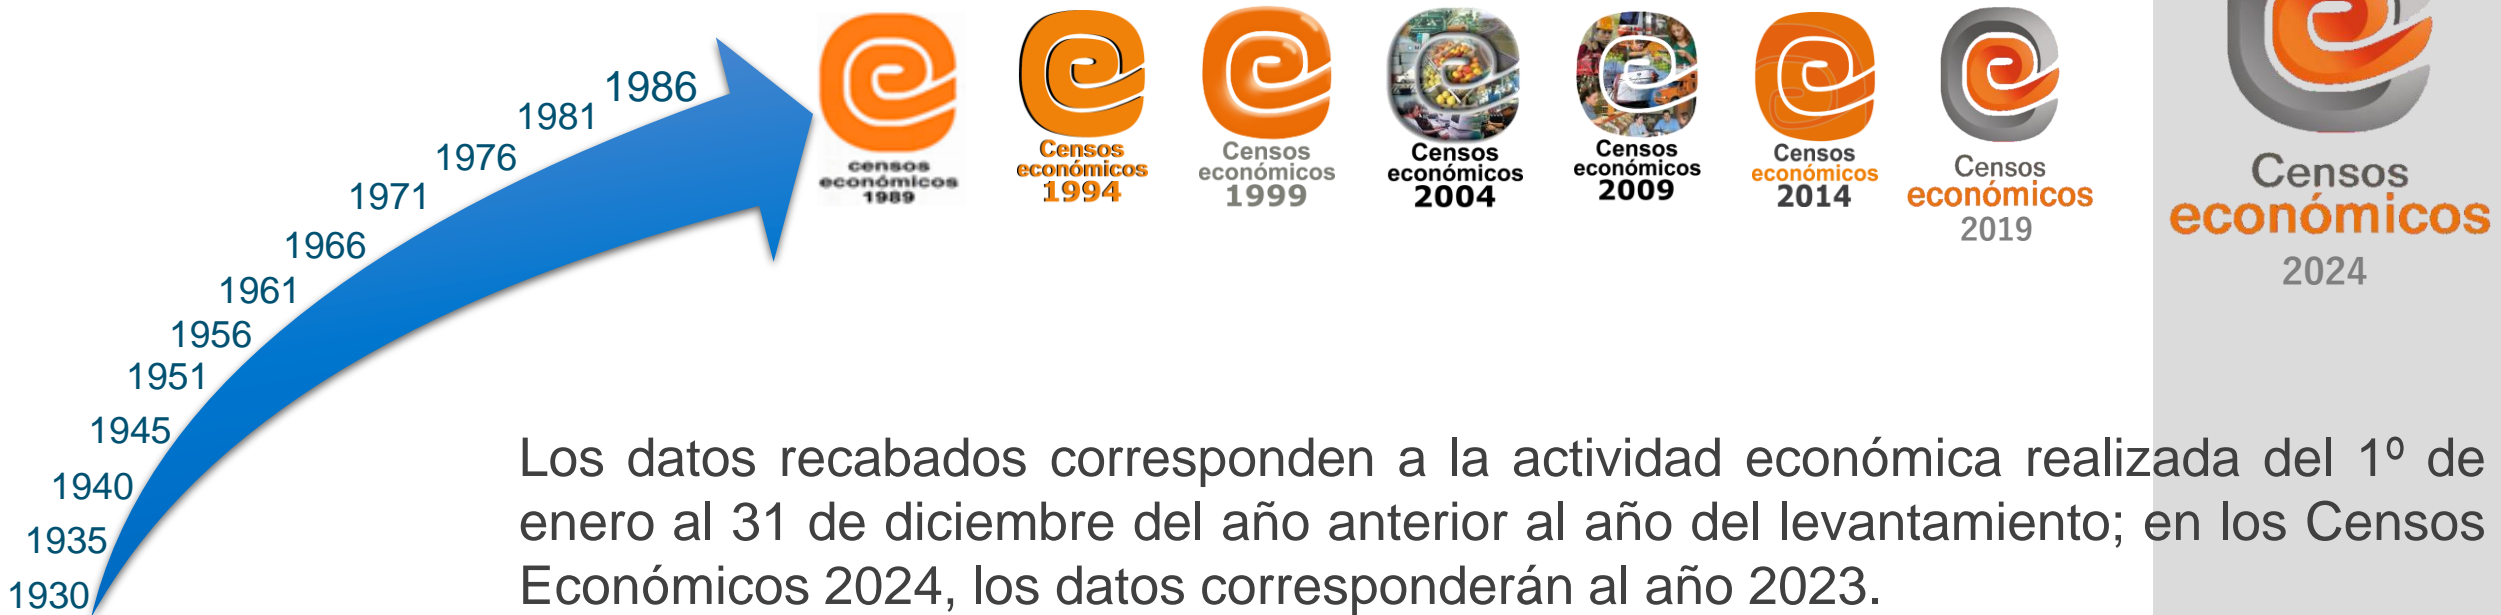 1986
1981
1976
1971
1966
1961
1956
1951
1945
1940
1935
1930
censos
económicos
1989
Censos
económicos
1994
Censos
económicos
1999
Censos
económicos
2004
Censos
económicos
2009
Censos
económicos
2014
Censos
económicos
2019
Censos
económicos
2024
Los datos recabados corresponden a la actividad económica realizada del 1º de
enero al 31 de diciembre del año anterior al año del levantamiento; en los Censos
Económicos 2024, los datos corresponderán al año 2023.